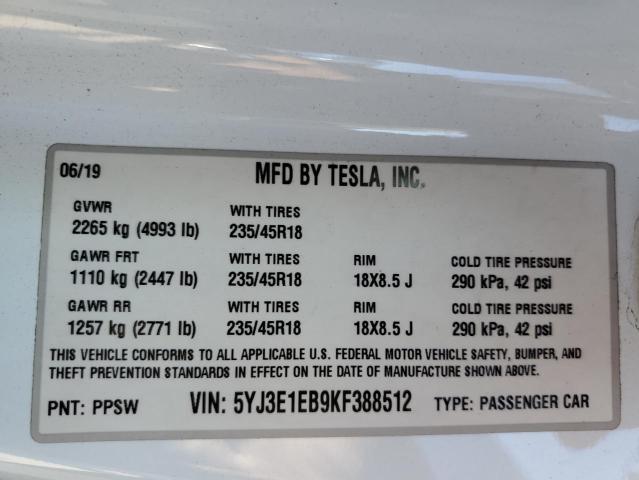 06/19 MFD BY TESLA, INC.
GVWR WITH TIRES
2265 kg (4993 lb) 235/45R18
GAWR FRT WITH TIRES RIM COLD TIRE PRESSURE
1110 kg (2447 lb) 235/45R18 18X8.5 J 290 kPa, 42 psi
GAWR RR WITH TIRES RIM COLD TIRE PRESSURE
1257 kg (2771 lb) 235/45R18 18X8.5 J 290 kPa, 42 psi
THIS VEHICLE CONFORMS TO ALL APPLICABLE U.S. FEDERAL MOTOR VEHICLE SAFETY, BUMPER, AND
THEFT PREVENTION STANDARDS IN EFFECT ON THE DATE OF MANUFACTURE SHOWN ABOVE.
PNT: PPSW VIN: 5YJ3E1EB9KF388512 TYPE: PASSENGER CAR